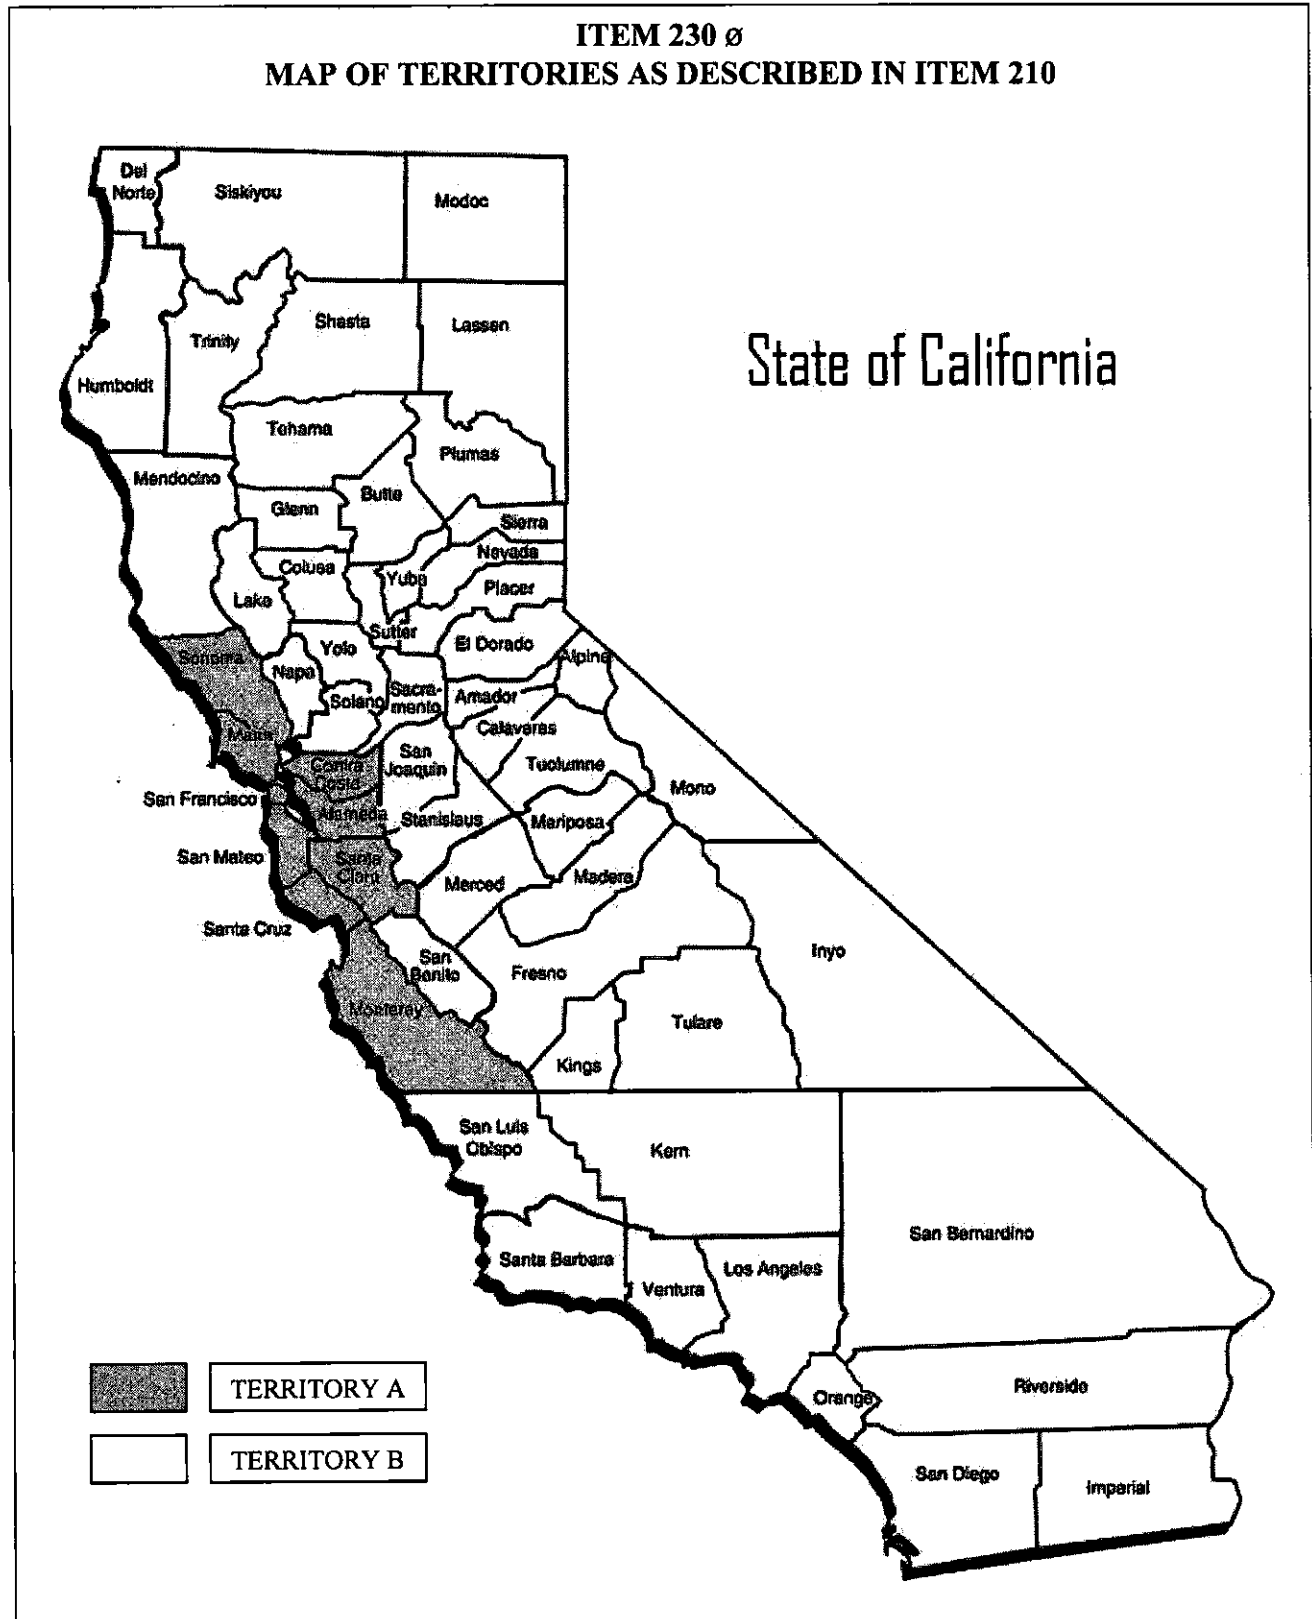 ITEM 230 ø
MAP OF TERRITORIES AS DESCRIBED IN ITEM 210
State of California
Del
Norte
Siskiyou
Modoc
Humboldt
Trinity
Shasta
Lassen
Tehama
Plumas
Mendocino
Glenn
Butte
Sierra
Nevada
Colusa
Yuba
Placer
Lake
Sutter
El Dorado
Sonoma
Napa
Yolo
Alpine
Solano
Sacra-
mento
Amador
Marin
Calaveras
Contra
Costa
San
Joaquin
Tuolumne
Mono
San Francisco
Alameda
Stanislaus
Mariposa
San Mateo
Santa
Clara
Merced
Madera
Santa Cruz
San
Benito
Fresno
Inyo
Monterey
Tulare
Kings
San Luis
Obispo
Kern
San Bernardino
Santa Barbara
Ventura
Los Angeles
Orange
Riverside
San Diego
Imperial
TERRITORY A
TERRITORY B